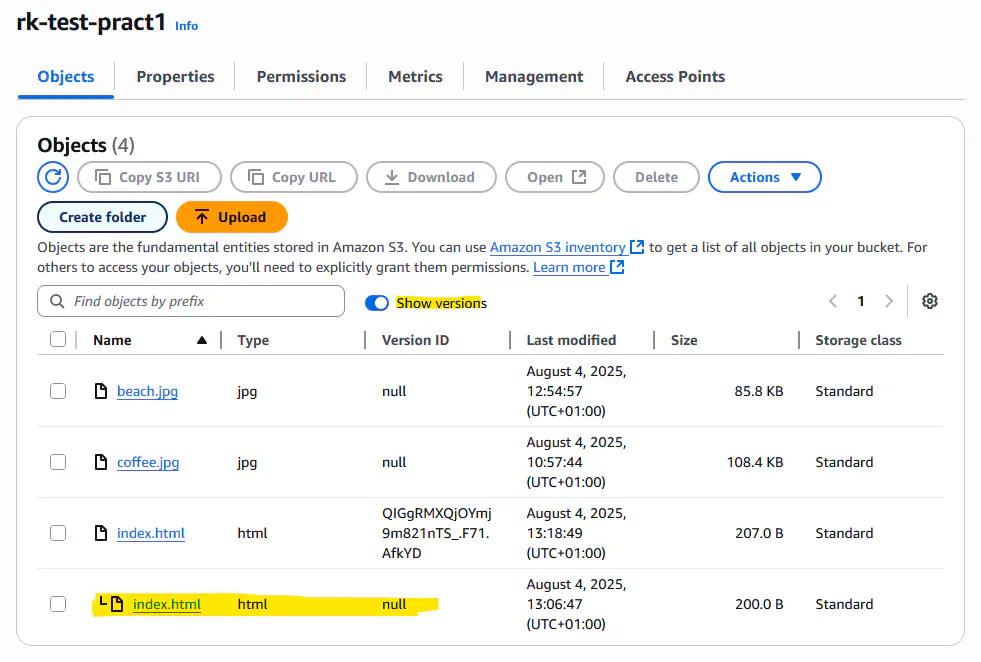 rk-test-pract1 Info
Objects Properties Permissions Metrics Management Access Points
Objects (4)
Copy S3 URI Copy URL Download Open Delete Actions
Create folder Upload
Objects are the fundamental entities stored in Amazon S3. You can use Amazon S3 inventory to get a list of all objects in your bucket. For
others to access your objects, you'll need to explicitly grant them permissions. Learn more
Find objects by prefix Show versions 1
Name Type Version ID Last modified Size Storage class
beach.jpg jpg null August 4, 2025,
12:54:57
(UTC+01:00) 85.8 KB Standard
coffee.jpg jpg null August 4, 2025,
10:57:44
(UTC+01:00) 108.4 KB Standard
index.html html QIGgRMXQjOYmj
9m821nTS_.F71.
AfkYD August 4, 2025,
13:18:49
(UTC+01:00) 207.0 B Standard
index.html html null August 4, 2025,
13:06:47
(UTC+01:00) 200.0 B Standard